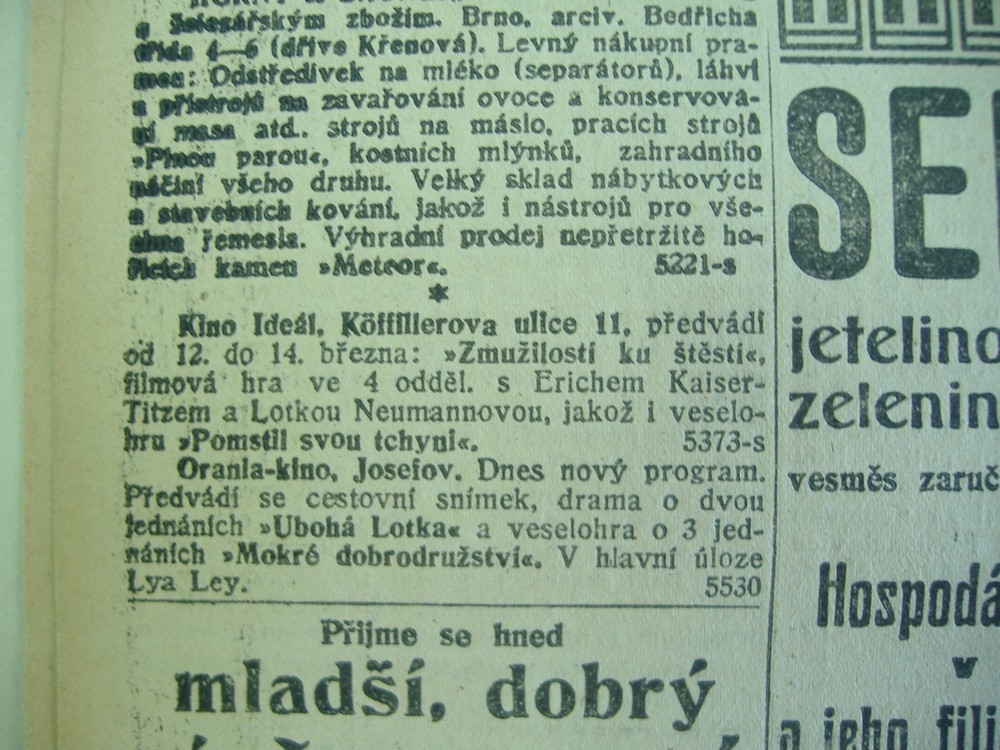 a železářským zbožím. Brno, arciv. Bedřicha
třída 4—6 (dříve Křenová). Levný nákupní pra-
men: Odstředivek na mléko (separátorů), láhví
a přístrojů na zavařování ovoce a konservová-
ní masa atd., strojů na máslo, pracích strojů
»Plnou parou«, kostních mlýnků, zahradního
náčiní všeho druhu. Velký sklad nábytkových
a stavebních kování, jakož i nástrojů pro vše-
chna řemesla. Výhradní prodej nepřetržitě ho-
řících kamen »Meteor«. 5221-s
*
Kino Ideál, Köffillerova ulice 11, předvádí
od 12. do 14. března: »Zmužilostí ku štěstí«,
filmová hra ve 4 odděl. s Erichem Kaiser-
Titzem a Lotkou Neumannovou, jakož i veselo-
hru »Pomstil svou tchyni«. 5373-s
Orania-kino, Josefov. Dnes nový program.
Předvádí se cestovní snímek, drama o dvou
jednáních »Ubohá Lotka« a veselohra o 3 jed-
náních »Mokré dobrodružství«. V hlavní úloze
Lya Ley. 5530
Přijme se hned
mladší, dobrý
SE
jetelino
zelenin
vesměs zaruč
Hospodá
v
a jeho fili